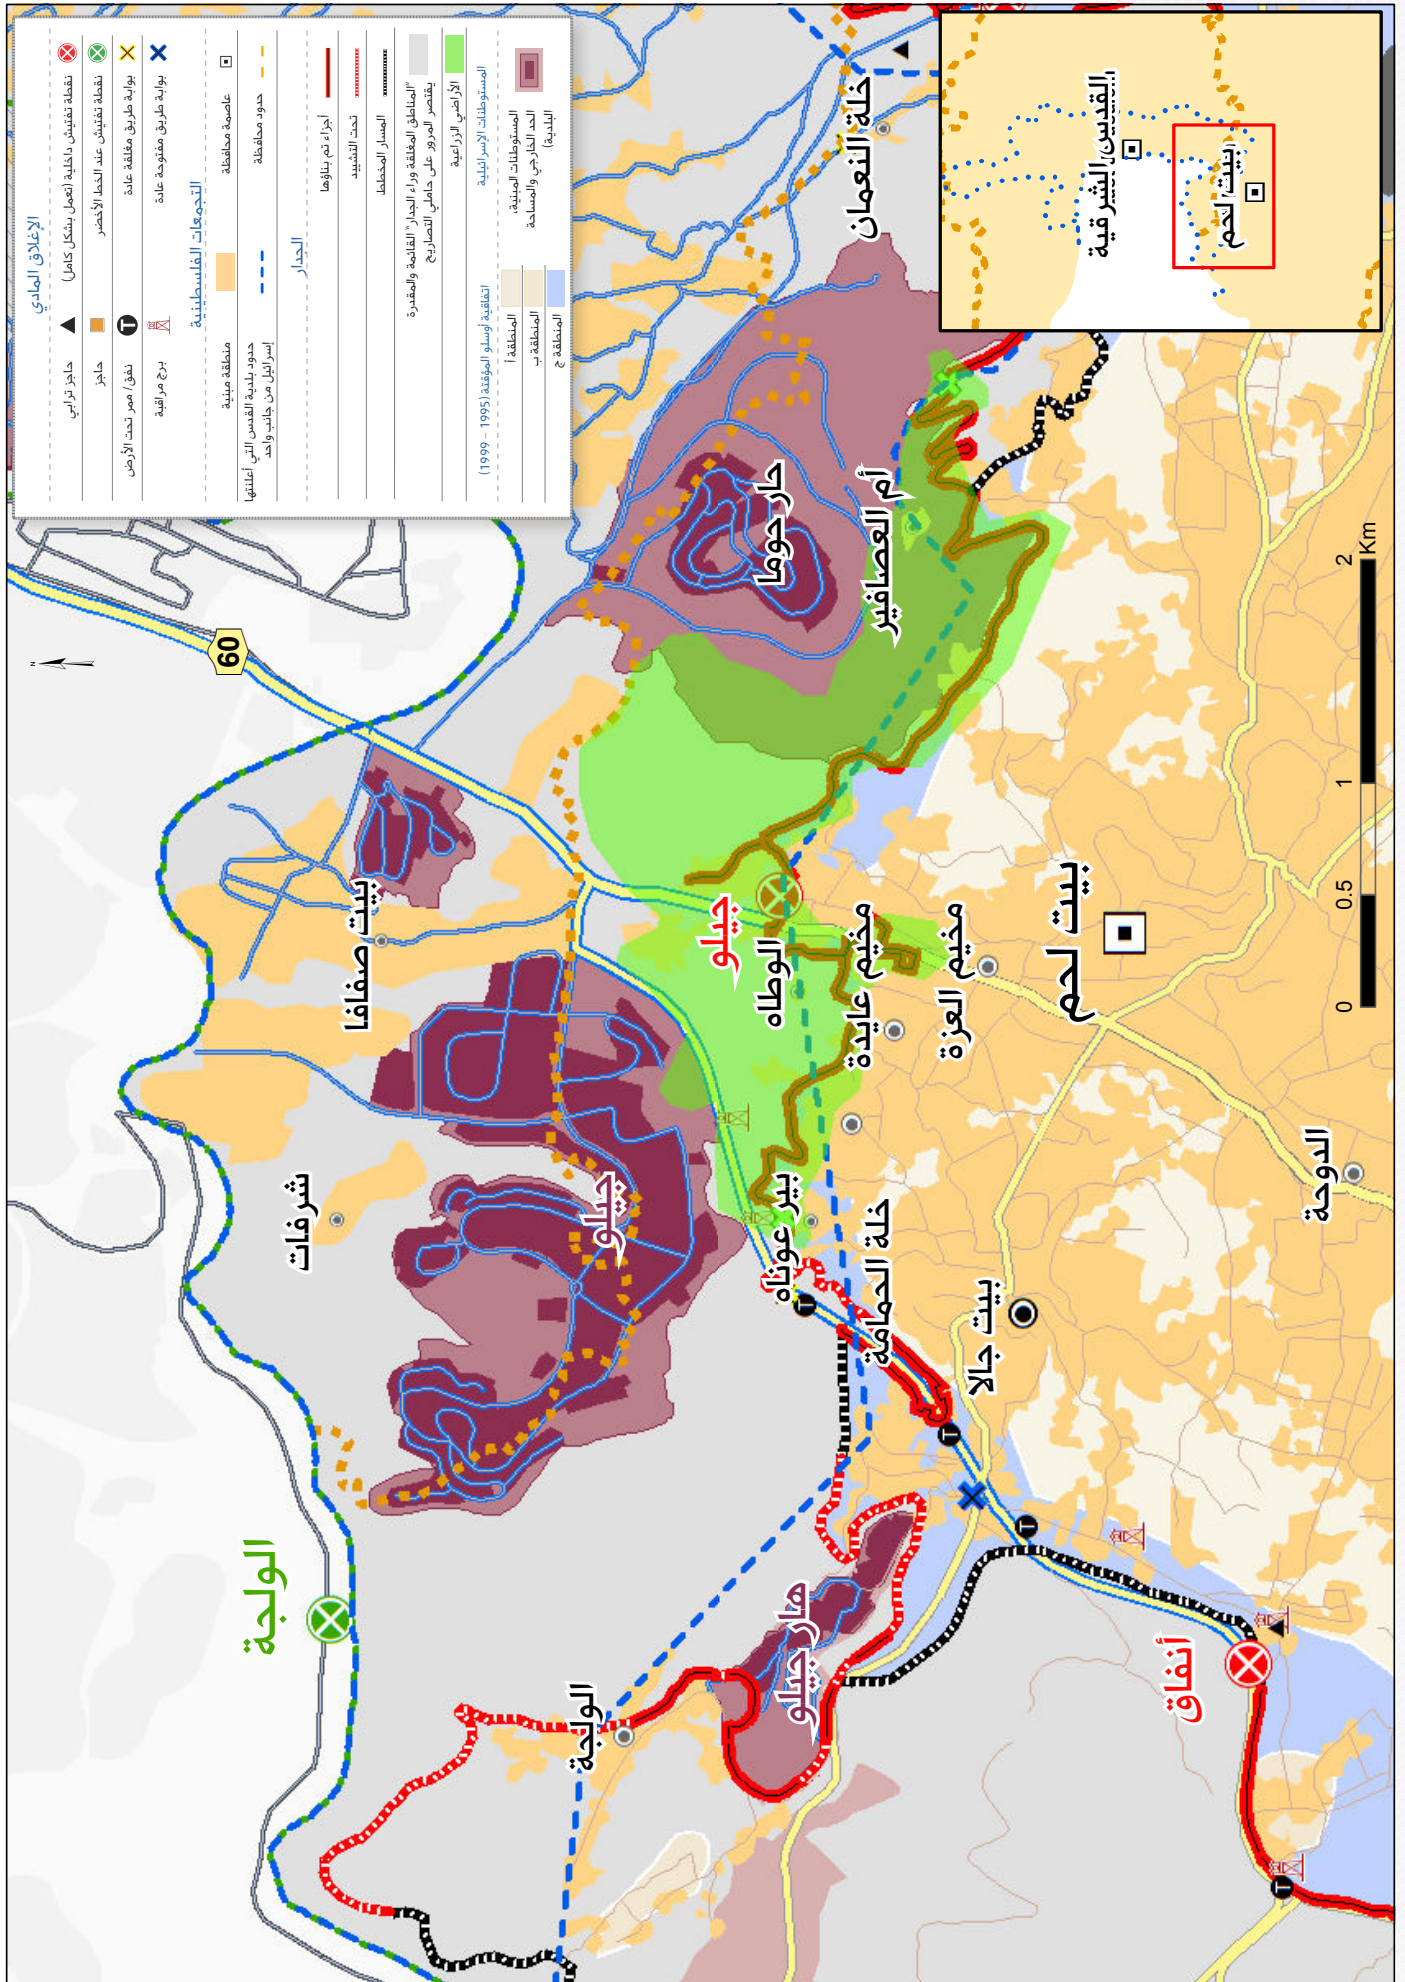 الإغلاق المادي
نقطة تفتيش داخلية (تعمل بشكل كامل)
نقطة تفتيش عند الخط الأخضر
بوابة طريق مغلقة عادة
بوابة طريق مفتوحة عادة
حاجز ترابي
حاجز
نفق/ ممر تحت الأرض
برج مراقبة
التجمعات الفلسطينية
عاصمة محافظة
حدود محافظة
منطقة مبنية
حدود بلدية القدس التي أعلنتها
إسرائيل من جانب واحد
الجدار
أجزاء تم بناؤها
تحت التشييد
المسار المخطط
"المناطق المغلقة وراء الجدار" القائمة والمقدرة
يقتصر المرور على حاملي التصاريح
الأراضي الزراعية
المستوطنات الإسرائيلية
المستوطنات المبنية،
الحد الخارجي والمساحة
البلدية)
اتفاقية أوسلو المؤقتة (1995 - 1999)
المنطقة أ
المنطقة ب
المنطقة ج
N
60
خلة النعمان
حار حوما
أم العصافير
بيت صفافا
جيلو
الوطاه
مخيم عايدة
مخيم العزة
بيت لحم
شرفات
جيلو
بير عوناه
خلة الحمامة
بيت جالا
الدوحة
الولجة
الولجة
هار جيلو
أنفاق
T
T
T
T
القدس الشرقية
بيت لحم
0
0.5
1
2
Km